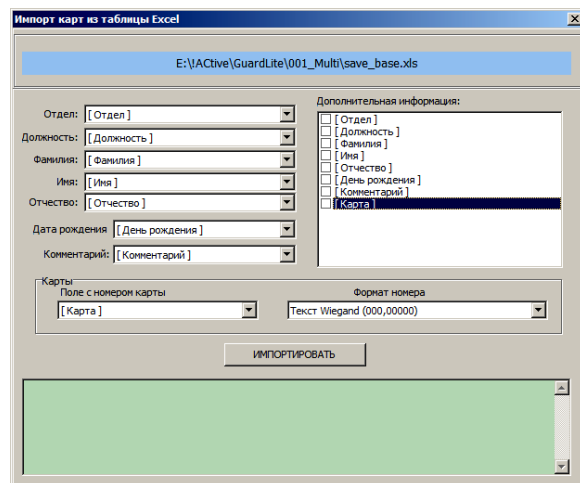 Импорт карт из таблицы Excel
E:\!ACtive\GuardLite\001_Multi\save_base.xls
Отдел: [ Отдел ]
Должность: [ Должность ]
Фамилия: [ Фамилия ]
Имя: [ Имя ]
Отчество: [ Отчество ]
Дата рождения [ День рождения ]
Комментарий: [ Комментарий ]
Дополнительная информация:
[ Отдел ]
[ Должность ]
[ Фамилия ]
[ Имя ]
[ Отчество ]
[ День рождения ]
[ Комментарий ]
[ Карта ]
Карты
Поле с номером карты
[ Карта ]
Формат номера
Текст Wiegand (000,00000)
ИМПОРТИРОВАТЬ